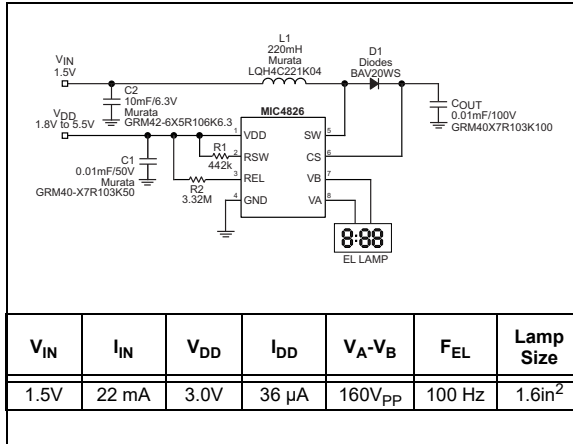 L1
220mH
Murata
LQH4C221K04
D1
Diodes
BAV20WS
VIN
1.5V
C2
10mF/6.3V
Murata
GRM42-6X5R106K6.3
COUT
0.01mF/100V
GRM40X7R103K100
VDD
1.8V to 5.5V
C1
0.01mF/50V
Murata
GRM40-X7R103K50
R1
442k
R2
3.32M
MIC4826
1 VDD SW 5
2 RSW CS 6
3 REL VB 7
4 GND VA 8
8:88
EL LAMP
VIN IIN VDD IDD VA-VB FEL Lamp Size
1.5V 22 mA 3.0V 36 µA 160VPP 100 Hz 1.6in2